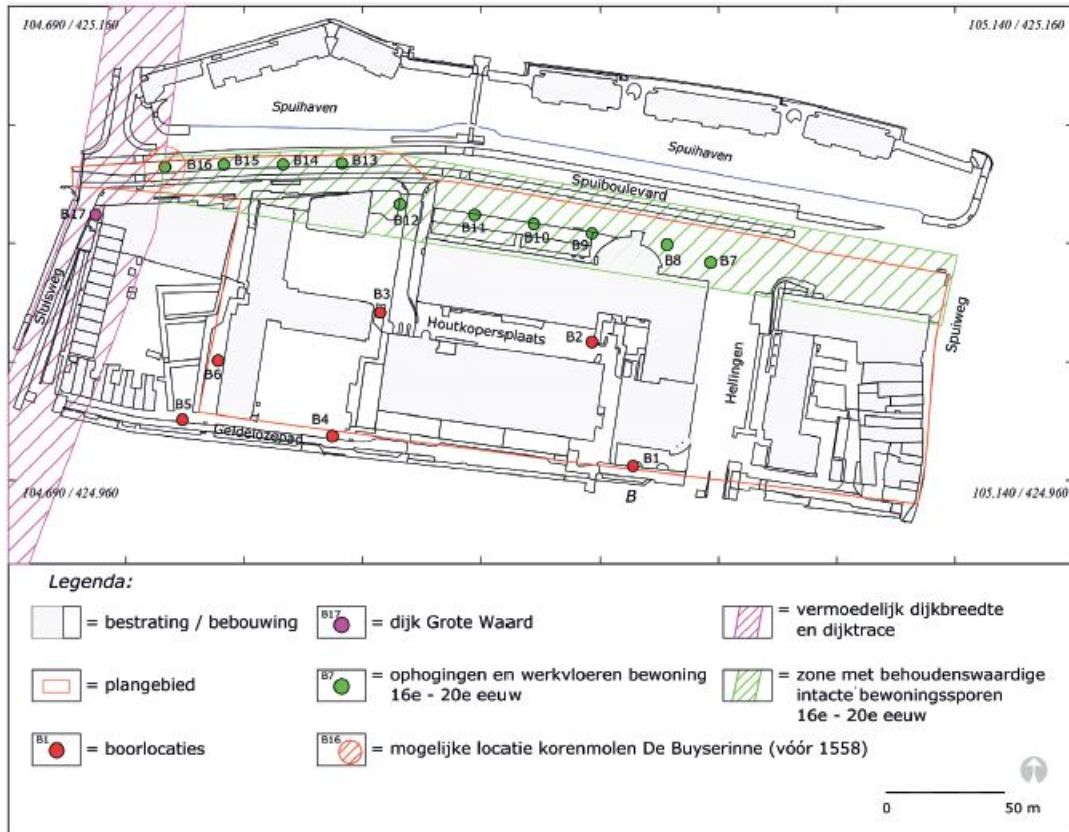 104.690 / 425.160
105.140 / 425.160
Spuihaven
Spuihaven
Spuiboulevard
B16
B15
B14
B13
B17
B12
B11
B10
B9
B8
B7
Sluisweg
B3
Houtkopersplaats
B2
Spuiweg
B6
Hellingen
B5
B4
Geldelozepad
B1
B
104.690 / 424.960
105.140 / 424.960
Legenda:
= bestrating / bebouwing
B17
= dijk Grote Waard
= vermoedelijk dijkbreedte
en dijktrace
= plangebied
B7
= ophogingen en werkvloeren bewoning
16e - 20e eeuw
= zone met behoudenswaardige
intacte bewoningssporen
16e - 20e eeuw
B1
= boorlocaties
B16
= mogelijke locatie korenmolen De Buyserinne (vóór 1558)
0 50 m